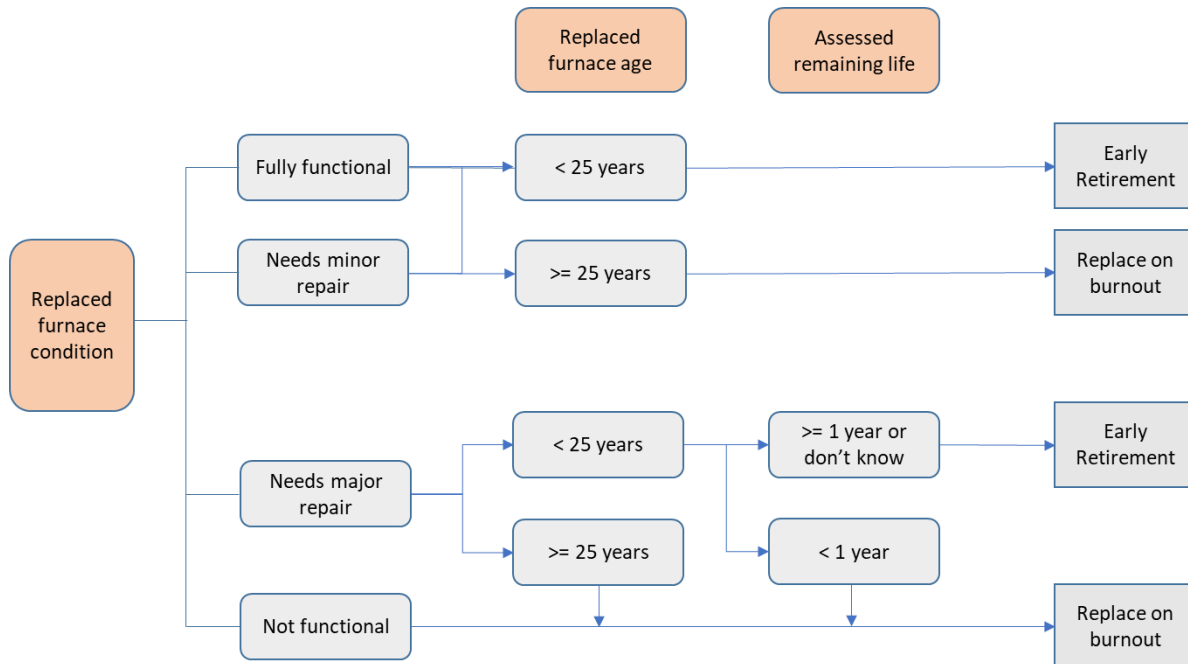 Replaced
furnace age
Assessed
remaining life
Fully functional
< 25 years
Early
Retirement
Needs minor
repair
>= 25 years
Replace on
burnout
Replaced
furnace
condition
< 25 years
>= 1 year or
don’t know
Early
Retirement
Needs major
repair
>= 25 years
< 1 year
Not functional
Replace on
burnout